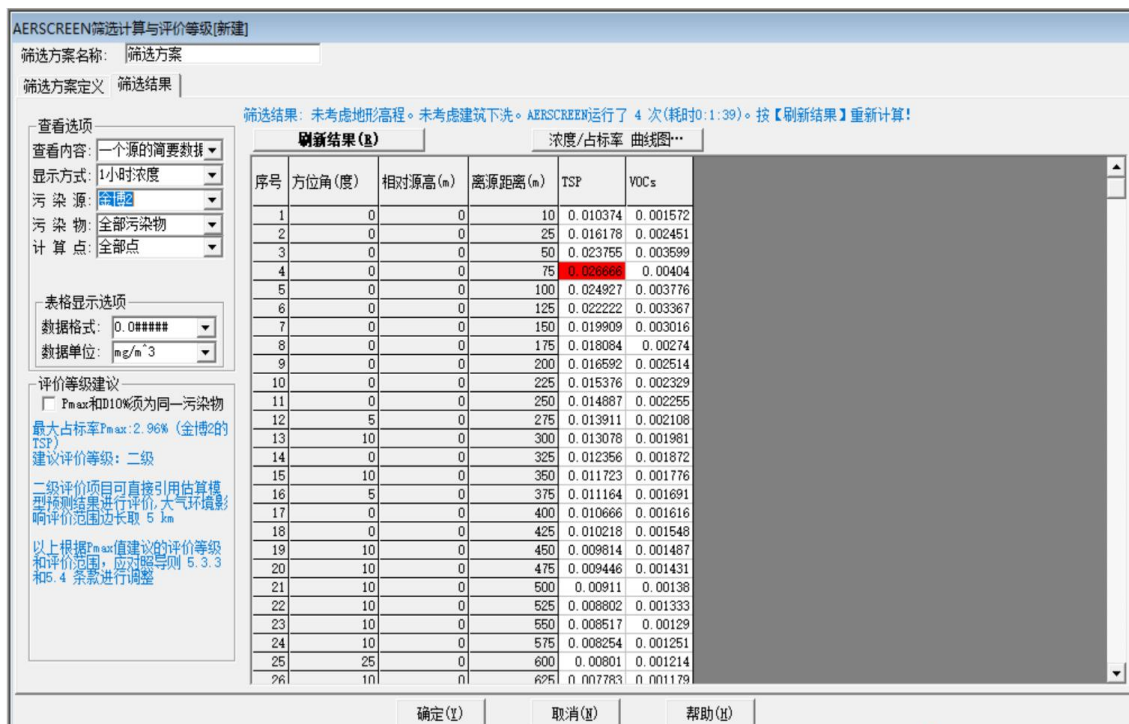 AERSCREEN筛选计算与评价等级[新建]
筛选方案名称: 筛选方案
筛选方案定义 筛选结果
筛选结果: 未考虑地形高程。未考虑建筑下洗。AERSCREEN运行了 4 次(耗时0:1:39)。按【刷新结果】重新计算!
查看选项
查看内容: 一个源的简要数据
显示方式: 1小时浓度
污 染 源: 金博2
污 染 物: 全部污染物
计 算 点: 全部点
表格显示选项
数据格式: 0.0#####
数据单位: mg/m^3
评价等级建议
Pmax和D10%须为同一污染物
最大占标率Pmax:2.96% (金博2的
TSP)
建议评价等级: 二级
二级评价项目可直接引用估算模
型预测结果进行评价,大气环境影
响评价范围边长取 5 km
以上根据Pmax值建议的评价等级
和评价范围, 应对照导则 5.3.3
和5.4 条款进行调整
刷新结果(R) 浓度/占标率 曲线图…
序号 方位角(度) 相对源高(m) 离源距离(m) TSP VOCs
1 0 0 10 0.010374 0.001572
2 0 0 25 0.016178 0.002451
3 0 0 50 0.023755 0.003599
4 0 0 75 0.026666 0.00404
5 0 0 100 0.024927 0.003776
6 0 0 125 0.022222 0.003367
7 0 0 150 0.019909 0.003016
8 0 0 175 0.018084 0.00274
9 0 0 200 0.016592 0.002514
10 0 0 225 0.015376 0.002329
11 0 0 250 0.014887 0.002255
12 5 0 275 0.013911 0.002108
13 10 0 300 0.013078 0.001981
14 0 0 325 0.012356 0.001872
15 10 0 350 0.011723 0.001776
16 5 0 375 0.011164 0.001691
17 0 0 400 0.010666 0.001616
18 0 0 425 0.010218 0.001548
19 10 0 450 0.009814 0.001487
20 10 0 475 0.009446 0.001431
21 10 0 500 0.00911 0.00138
22 10 0 525 0.008802 0.001333
23 10 0 550 0.008517 0.00129
24 10 0 575 0.008254 0.001251
25 25 0 600 0.00801 0.001214
26 10 0 625 0.007783 0.001179
确定(Y) 取消(N) 帮助(H)